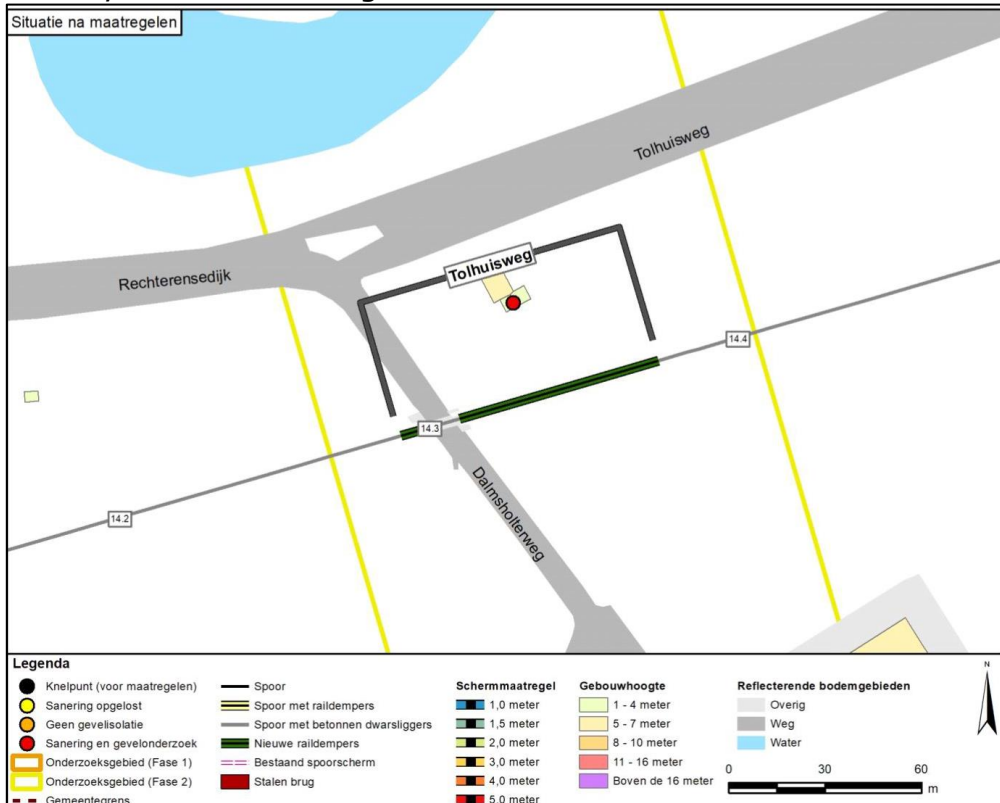 Situatie na maatregelen
Tolhuisweg
Tolhuisweg
Rechterensedijk
14.4
14.3
Dalmsholterweg
14.2
Legenda
Knelpunt (voor maatregelen)
Sanering opgelost
Geen gevelisolatie
Sanering en gevelonderzoek
Onderzoeksgebied (Fase 1)
Onderzoeksgebied (Fase 2)
Gemeentegrens
Spoor
Spoor met raildempers
Spoor met betonnen dwarsliggers
Nieuwe raildempers
Bestaand spoorscherm
Stalen brug
Schermmaatregel
1,0 meter
1,5 meter
2,0 meter
3,0 meter
4,0 meter
5,0 meter
Gebouwhoogte
1 - 4 meter
5 - 7 meter
8 - 10 meter
11 - 16 meter
Boven de 16 meter
Reflecterende bodemgebieden
Overig
Weg
Water
N
0 30 60
m